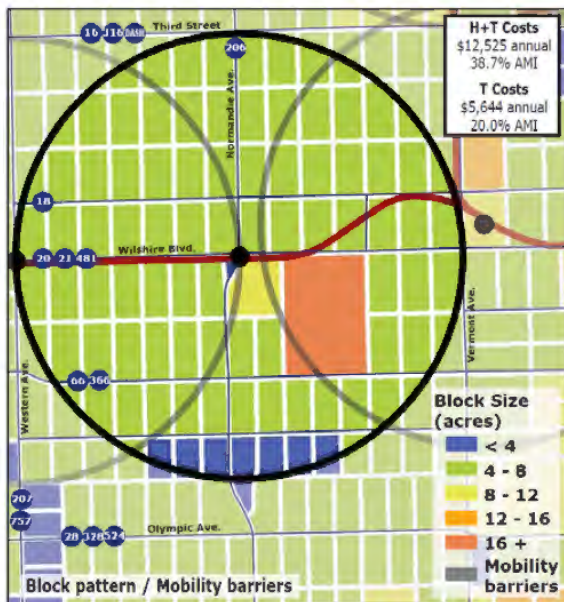 Third Street
16 116 DASH
206
Normandie Ave.
H+T Costs
$12,525 annual
38.7% AMI
T Costs
$5,644 annual
20.0% AMI
18
Wilshire Blvd.
20 21 481
Western Ave.
Vermont Ave.
66 366
207
757
28 328 524
Olympic Ave.
Block Size
(acres)
< 4
4 - 8
8 - 12
12 - 16
16 +
Mobility
barriers
Block pattern / Mobility barriers